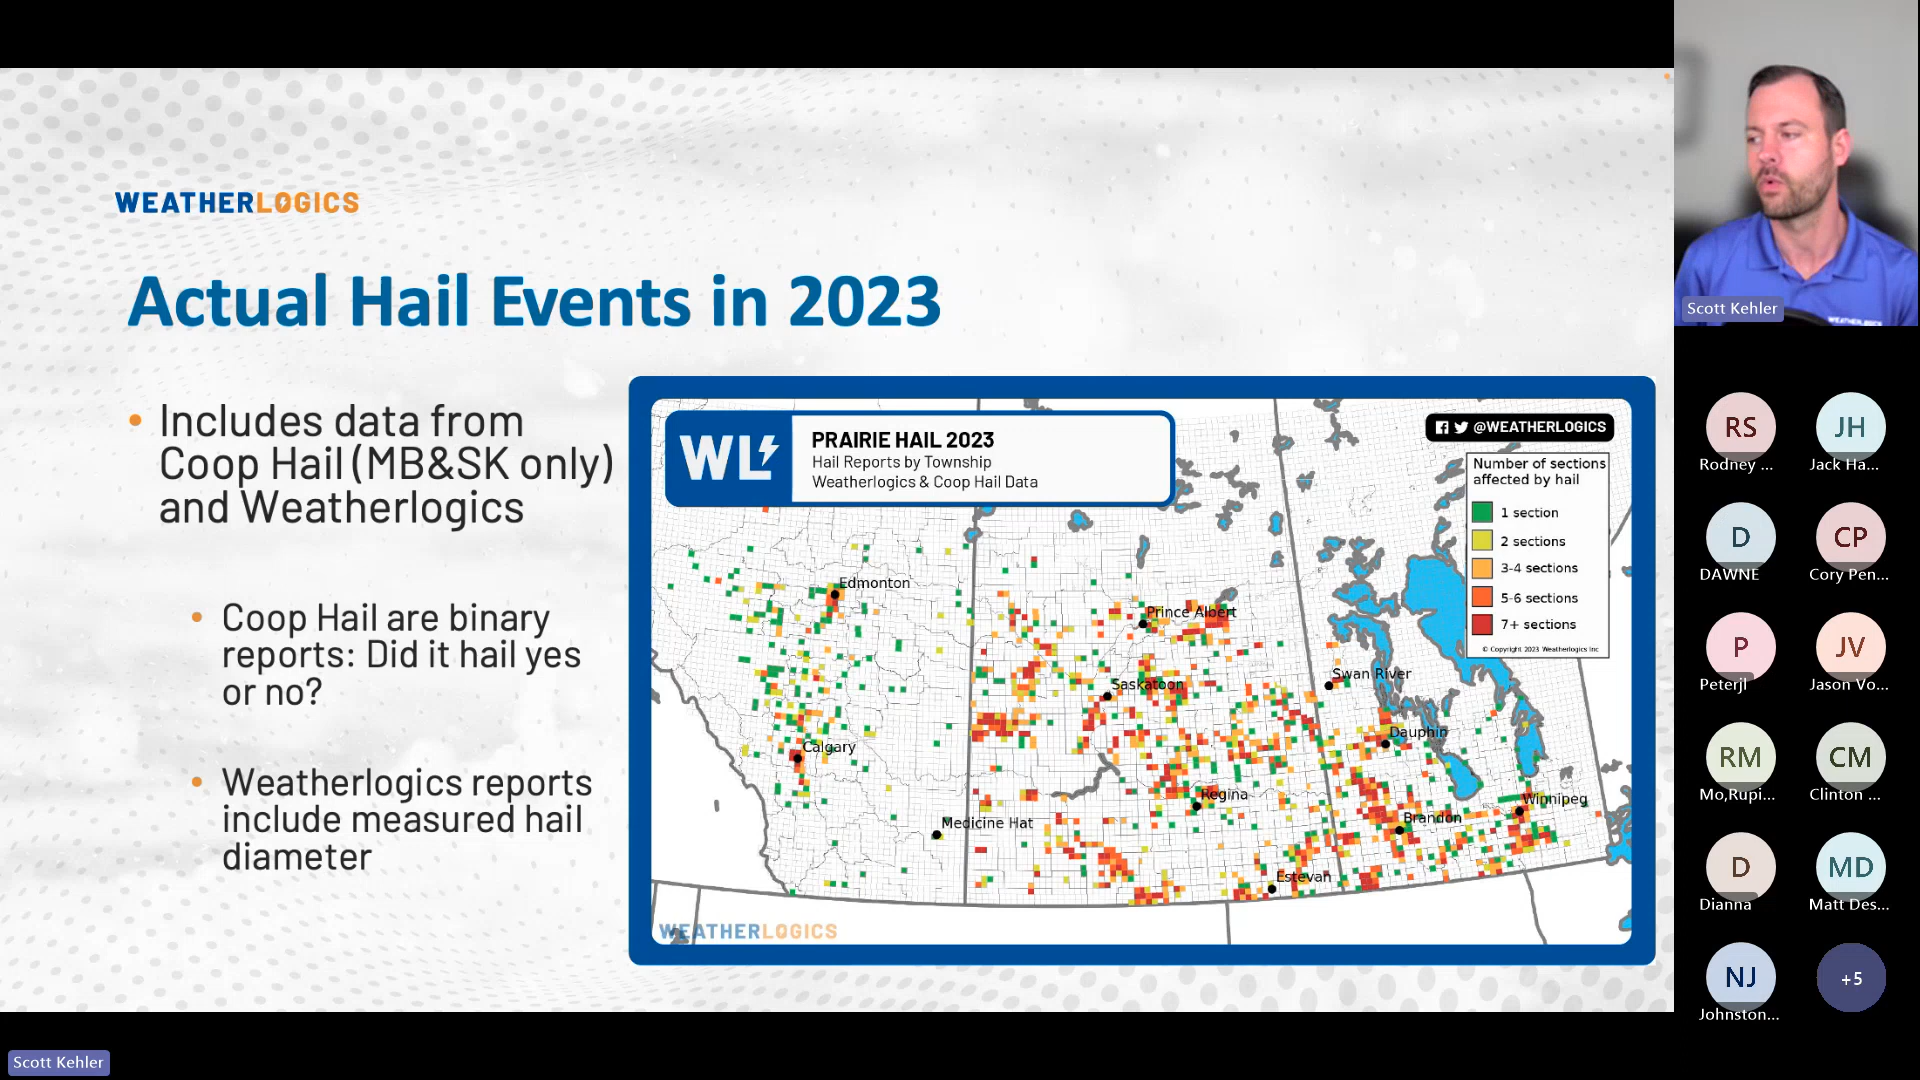 WEATHERLOGICS
Actual Hail Events in 2023
• Includes data from
Coop Hail (MB&SK only)
and Weatherlogics
• Coop Hail are binary
reports: Did it hail yes
or no?
• Weatherlogics reports
include measured hail
diameter
WL
PRAIRIE HAIL 2023
Hail Reports by Township
Weatherlogics & Coop Hail Data
@WEATHERLOGICS
Number of sections
affected by hail
1 section
2 sections
3-4 sections
5-6 sections
7+ sections
© Copyright 2023 Weatherlogics Inc
Edmonton
Prince Albert
Saskatoon
Swan River
Dauphin
Calgary
Regina
Winnipeg
Brandon
Medicine Hat
Estevan
WEATHERLOGICS
Scott Kehler
WEATHERLOGICS
RS
Rodney ...
JH
Jack Ha...
D
DAWNE
CP
Cory Pen...
P
Peterjl
JV
Jason Vo...
RM
Mo,Rupi...
CM
Clinton ...
D
Dianna
MD
Matt Des...
NJ
Johnston...
+5
Scott Kehler